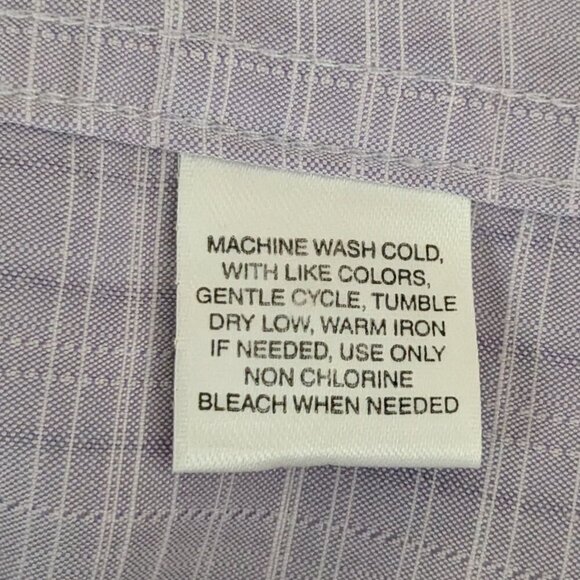 MACHINE WASH COLD,
WITH LIKE COLORS,
GENTLE CYCLE, TUMBLE
DRY LOW, WARM IRON
IF NEEDED, USE ONLY
NON CHLORINE
BLEACH WHEN NEEDED